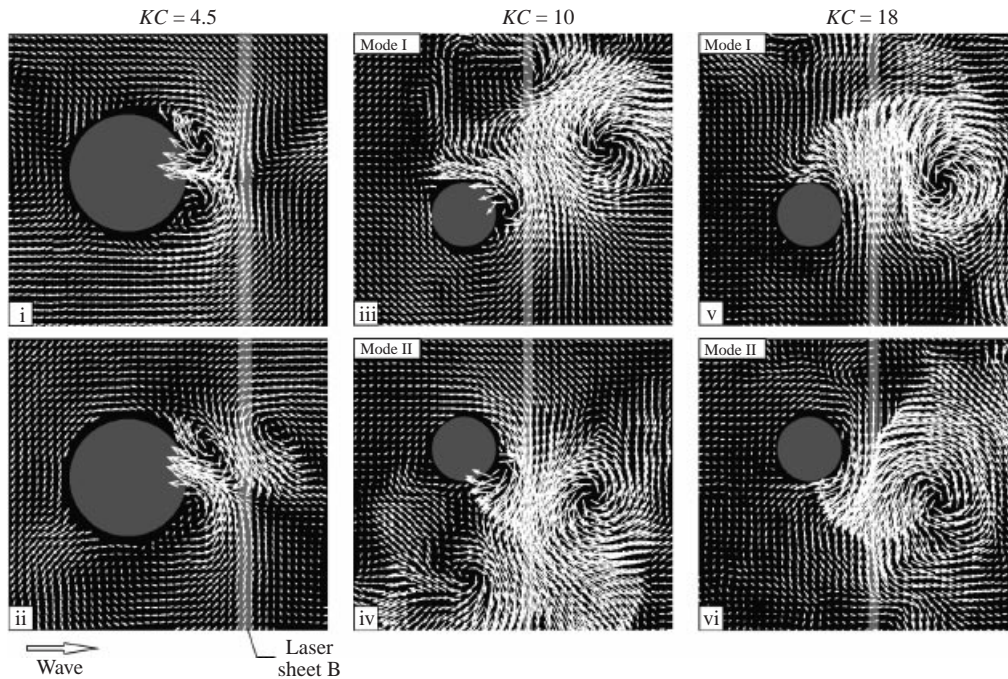 KC = 4.5
KC = 10
KC = 18
Mode I
Mode I
i
iii
v
Mode II
Mode II
ii
iv
vi
Wave
Laser
sheet B